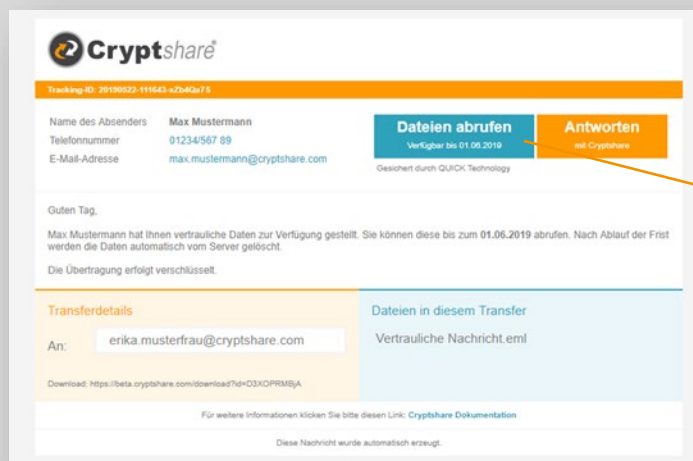 Cryptshare®
Tracking-ID: 20190522-111643-xZb4Qa7S
Name des Absenders Max Mustermann
Telefonnummer 01234/567 89
E-Mail-Adresse max.mustermann@cryptshare.com
Dateien abrufen
Verfügbar bis 01.06.2019
Antworten
mit Cryptshare
Gesichert durch QUICK Technology
Guten Tag,
Max Mustermann hat Ihnen vertrauliche Daten zur Verfügung gestellt. Sie können diese bis zum 01.06.2019 abrufen. Nach Ablauf der Frist
werden die Daten automatisch vom Server gelöscht.
Die Übertragung erfolgt verschlüsselt.
Transferdetails
An: erika.musterfrau@cryptshare.com
Download: https://beta.cryptshare.com/download?id=D3XOPRMBjA
Dateien in diesem Transfer
Vertrauliche Nachricht.eml
Für weitere Informationen klicken Sie bitte diesen Link: Cryptshare Dokumentation
Diese Nachricht wurde automatisch erzeugt.